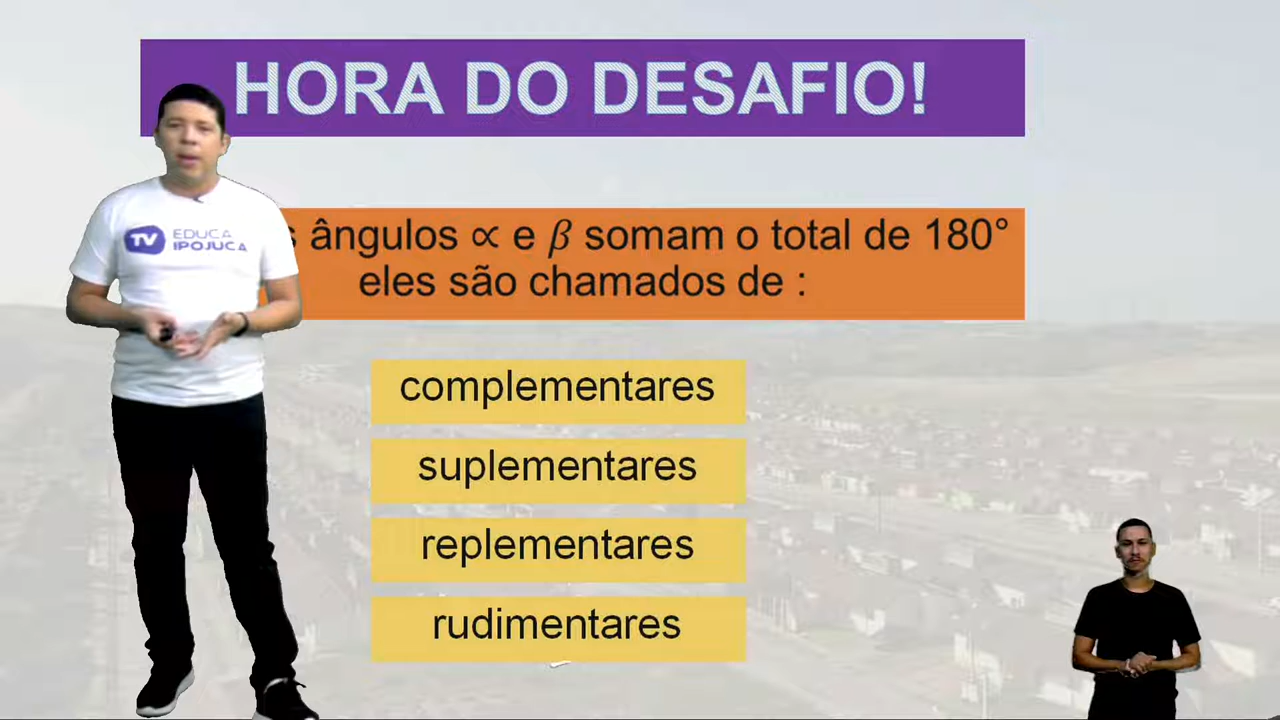 HORA DO DESAFIO!
ângulos ∝ e β somam o total de 180°
eles são chamados de :
TV EDUCA
IPOJUCA
complementares
suplementares
replementares
rudimentares